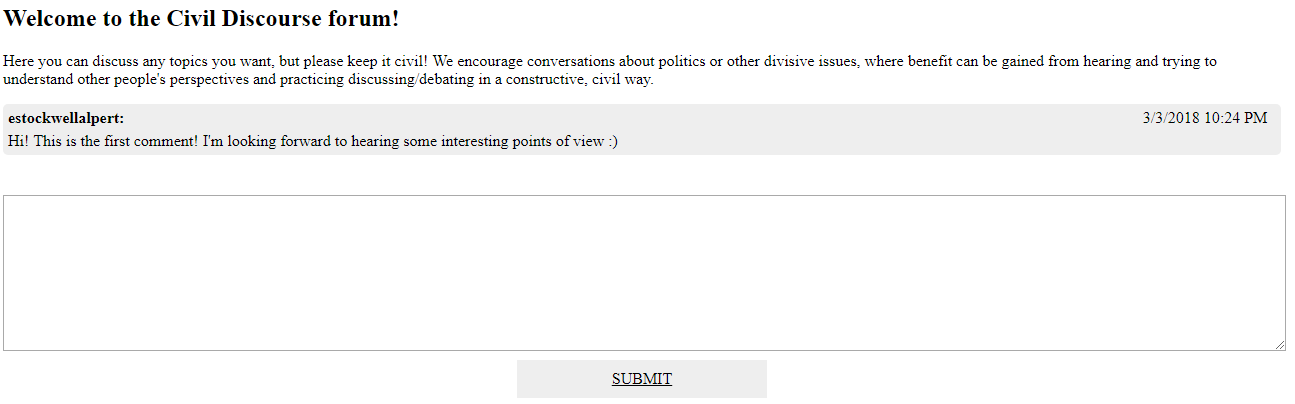 Welcome to the Civil Discourse forum!
Here you can discuss any topics you want, but please keep it civil! We encourage conversations about politics or other divisive issues, where benefit can be gained from hearing and trying to
understand other people's perspectives and practicing discussing/debating in a constructive, civil way.
estockwellalpert: 3/3/2018 10:24 PM
Hi! This is the first comment! I'm looking forward to hearing some interesting points of view :)
SUBMIT